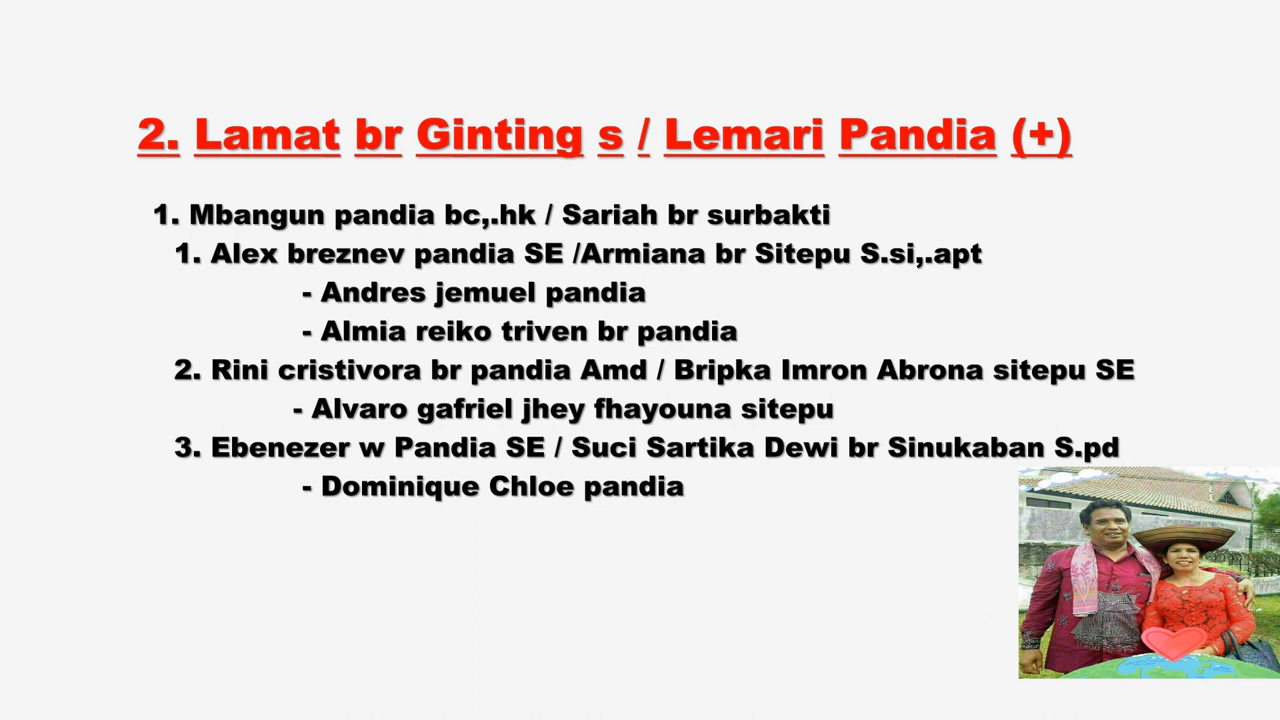 2. Lamat br Ginting s / Lemari Pandia (+)
1. Mbangun pandia bc,.hk / Sariah br surbakti
1. Alex breznev pandia SE /Armiana br Sitepu S.si,.apt
- Andres jemuel pandia
- Almia reiko triven br pandia
2. Rini cristivora br pandia Amd / Bripka Imron Abrona sitepu SE
- Alvaro gafriel jhey fhayouna sitepu
3. Ebenezer w Pandia SE / Suci Sartika Dewi br Sinukaban S.pd
- Dominique Chloe pandia